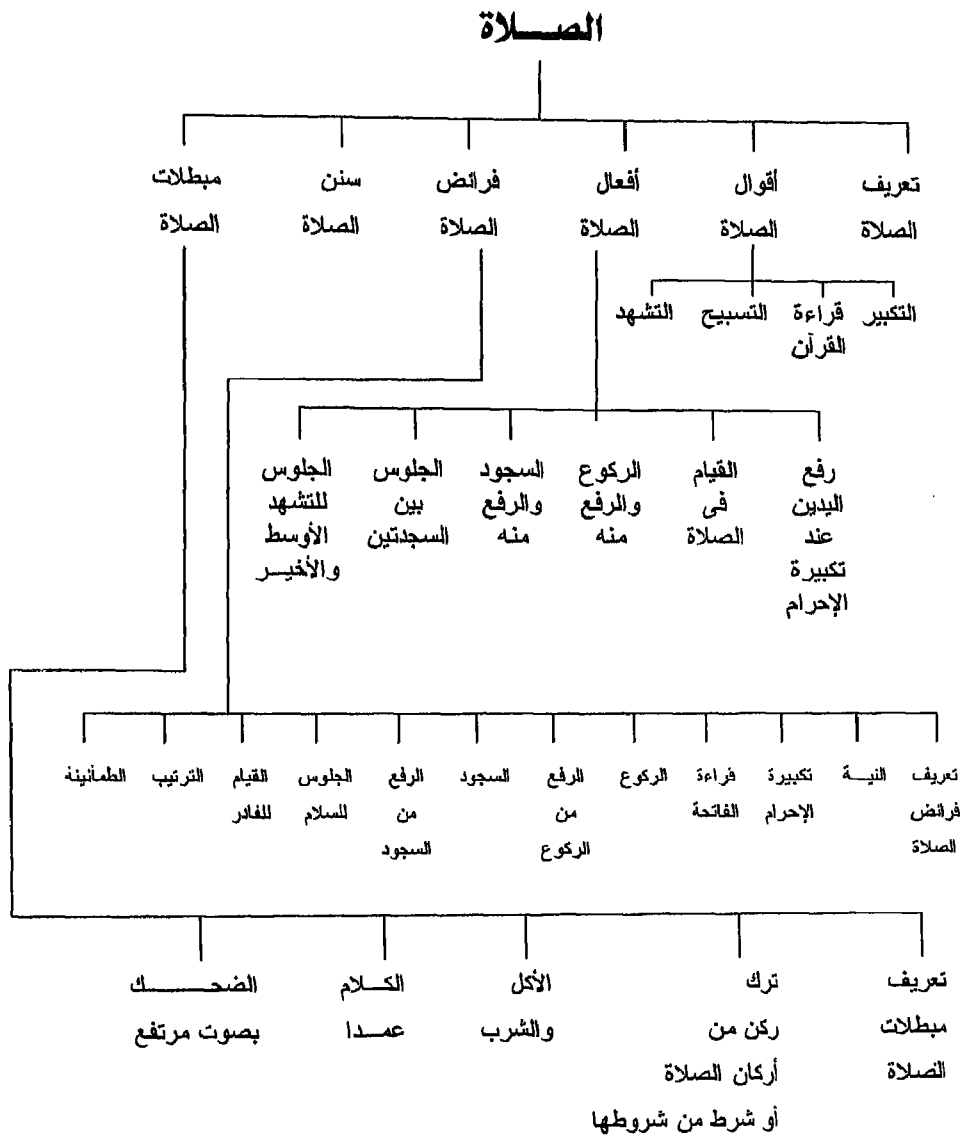 الصلاة
تعريف الصلاة
أقوال الصلاة
أفعال الصلاة
فرائض الصلاة
سنن الصلاة
مبطلات الصلاة
التكبير
قراءة القرآن
التسبيح
التشهد
رفع اليدين عند تكبيرة الإحرام
القيام فى الصلاة
الركوع والرفع منه
السجود والرفع منه
الجلوس بين السجدتين
الجلوس للتشهد الأوسط والأخير
تعريف فرائض الصلاة
النية
تكبيرة الإحرام
قراءة الفاتحة
الركوع
الرفع من الركوع
السجود
الرفع من السجود
الجلوس للسلام
القيام للقادر
الترتيب
الطمأنينة
تعريف مبطلات الصلاة
ترك ركن من أركان الصلاة أو شرط من شروطها
الأكل والشرب
الكلام عمدا
الضحك بصوت مرتفع